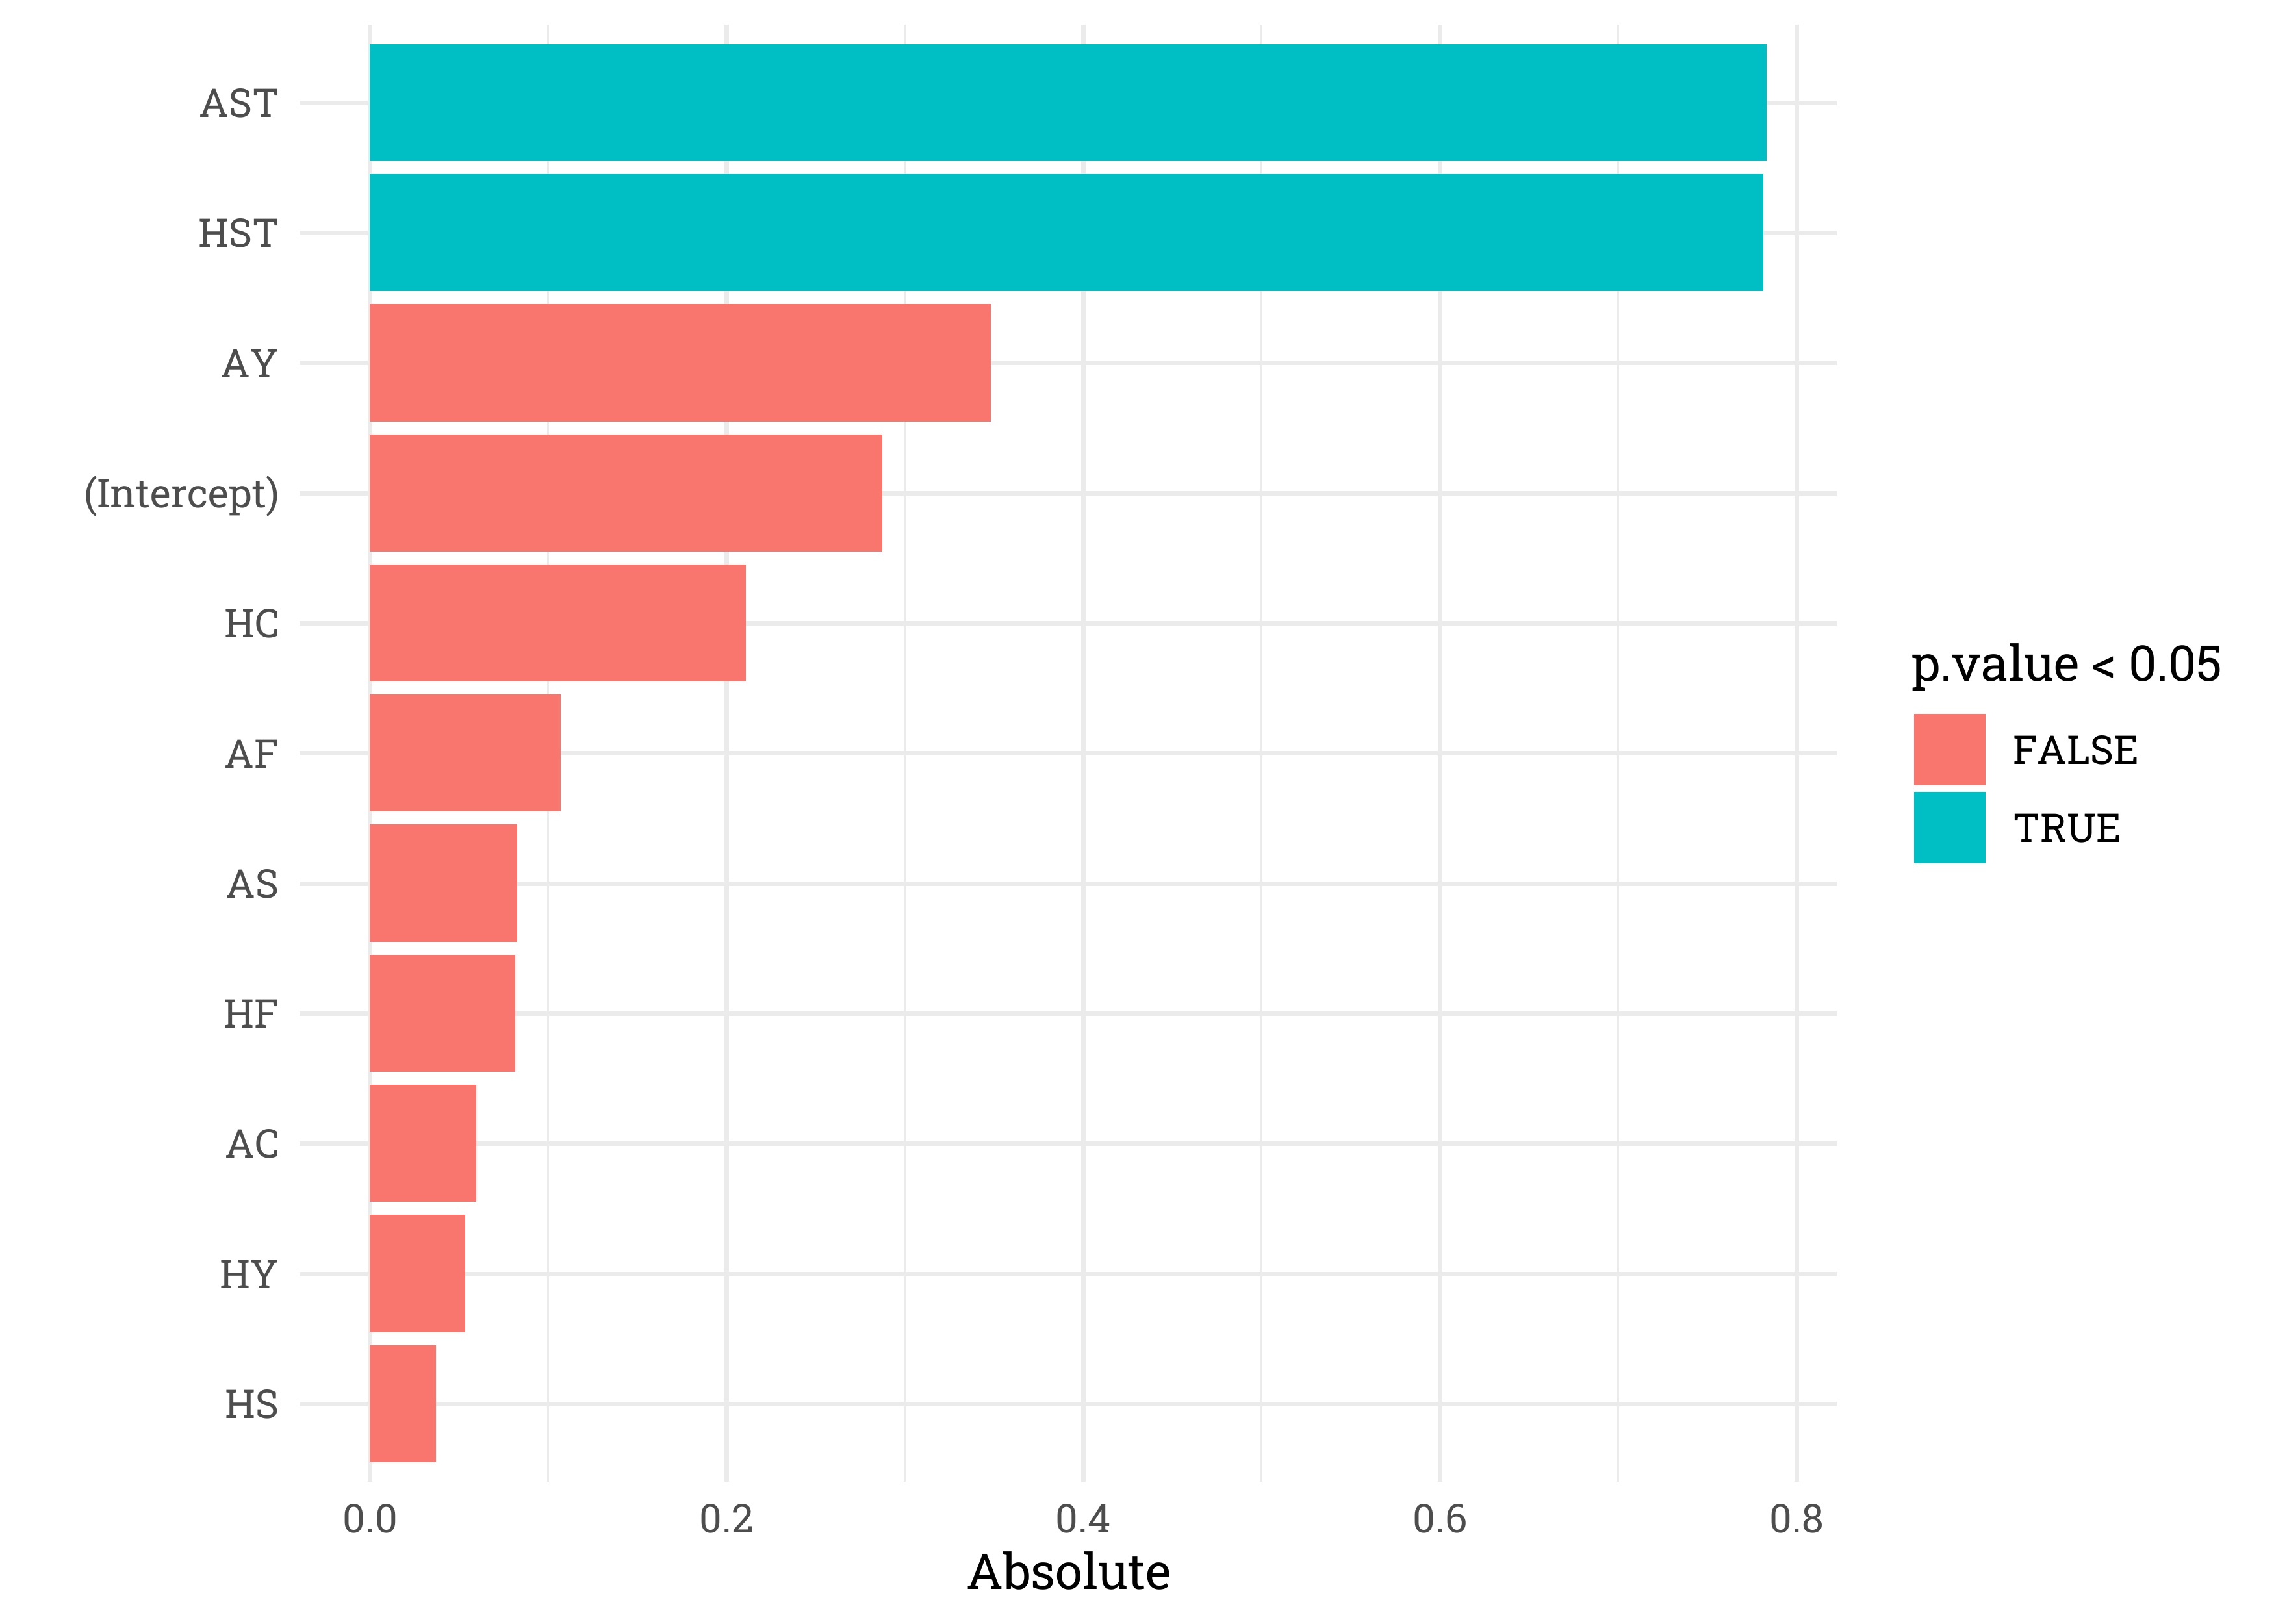 AST
HST
AY
(Intercept)
HC
AF
AS
HF
AC
HY
HS
0.0 0.2 0.4 0.6 0.8
Absolute
p.value < 0.05
FALSE
TRUE